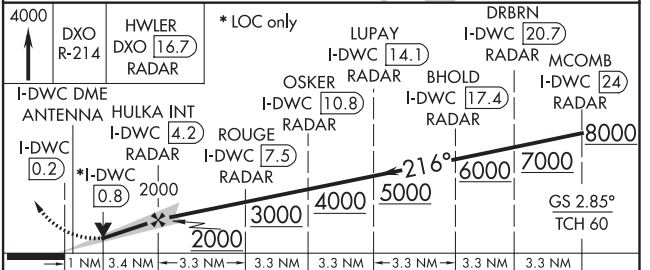 4000
DXO
R-214
HWLER
DXO 16.7
RADAR
* LOC only
I-DWC DME
ANTENNA
I-DWC
0.2
*I-DWC
0.8
HULKA INT
I-DWC 4.2
RADAR
2000
ROUGE
I-DWC 7.5
RADAR
OSKER
I-DWC 10.8
RADAR
LUPAY
I-DWC 14.1
RADAR
BHOLD
I-DWC 17.4
RADAR
DRBRN
I-DWC 20.7
RADAR
MCOMB
I-DWC 24
RADAR
216°
2000
3000
4000
5000
6000
7000
8000
GS 2.85°
TCH 60
1 NM
3.4 NM
3.3 NM
3.3 NM
3.3 NM
3.3 NM
3.3 NM
3.3 NM